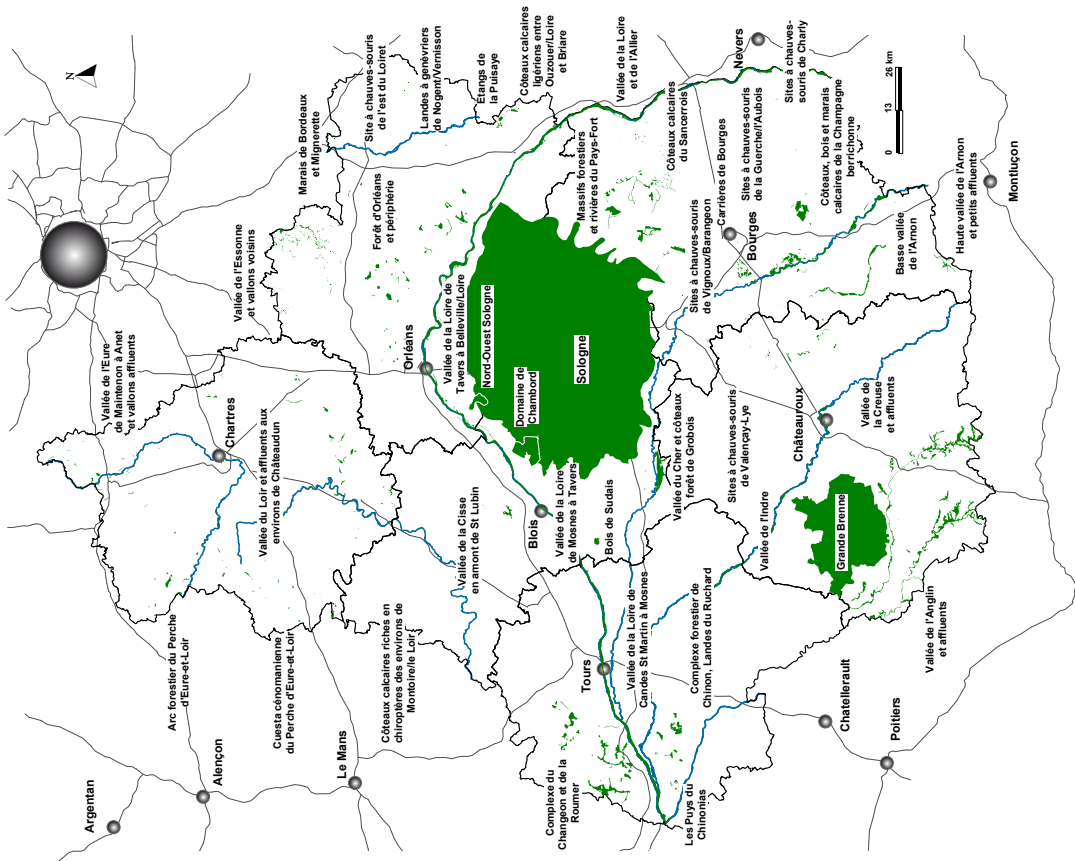 N
Argentan
Alençon
Le Mans
Arc forestier du Perche
d'Eure-et-Loir
Cuesta cénomanienne
du Perche d'Eure-et-Loir
Côteaux calcaires riches en
chiroptères des environs de
Montoire/le Loir
Vallée de l'Eure
de Maintenon à Anet
et vallons affluents
Chartres
Vallée du Loir et affluents aux
environs de Châteaudun
Vallée de la Cisse
en amont de St Lubin
Vallée de l'Essonne
et vallons voisins
Marais de Bordeaux
et Mignerette
Site à chauves-souris
de l'est du Loiret
Landes à genèvriers
de Nogent/Vernisson
Etangs de
la Puisaye
Côteaux calcaires
ligériens entre
Ouzouer/Loire
et Briare
Forêt d'Orléans
et périphérie
Orléans
Vallée de la Loire de
Tavers à Belleville/Loire
Nord-Ouest Sologne
Domaine de
Chambord
Sologne
Blois
Vallée de la Loire
de Mosnes à Tavers
Bois de Sudais
Vallée de la Loire
et de l'Allier
Massifs forestiers
et rivières du Pays-Fort
Côteaux calcaires
du Sancerrois
Nevers
Sites à chauves-
souris de Charly
Carrières de Bourges
Bourges
Sites à chauves-souris
de la Guerche/l'Aubois
Côteaux, bois et marais
calcaires de la Champagne
berrichonne
Sites à chauves-souris
de Vignoux/Barangeon
Basse vallée
de l'Arnon
Haute vallée de l'Arnon
et petits affluents
Montluçon
0
13
26 km
Vallée du Cher et côteaux
forêt de Grobois
Sites à chauves-souris
de Valençay-Lye
Châteauroux
Vallée de
la Creuse
et affluents
Vallée de l'Indre
Grande Brenne
Vallée de l'Anglin
et affluents
Tours
Vallée de la Loire de
Candes St Martin à Mosnes
Complexe forestier de
Chinon, Landes du Ruchard
Complexe du
Changeon et de la
Roumer
Les Puys du
Chinonias
Chatellerault
Poitiers